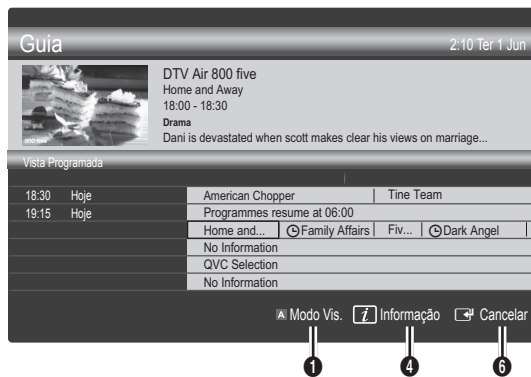 Guia
2:10 Ter 1 Jun
DTV Air 800 five
Home and Away
18:00 - 18:30
Drama
Dani is devastated when scott makes clear his views on marriage...
800 five
Vista Programada
18:30 Hoje American Chopper Tine Team
19:15 Hoje Programmes resume at 06:00
Home and... Family Affairs Fiv... Dark Angel
No Information
QVC Selection
No Information
A Modo Vis. i Informação Cancelar
1 4 6